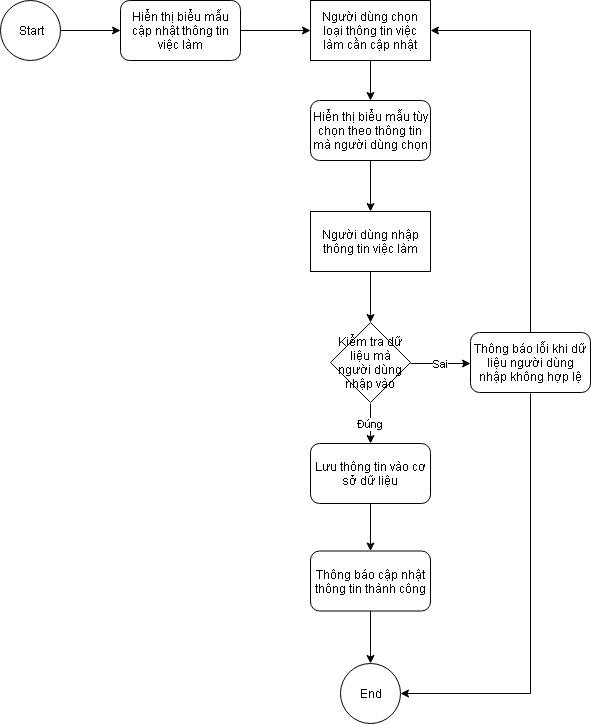 Start
Hiển thị biểu mẫu
cập nhật thông tin
việc làm
Người dùng chọn
loại thông tin việc
làm cần cập nhật
Hiển thị biểu mẫu tùy
chọn theo thông tin
mà người dùng chọn
Người dùng nhập
thông tin việc làm
Kiểm tra dữ
liệu mà
người dùng
nhập vào
Sai
Thông báo lỗi khi dữ
liệu người dùng
nhập không hợp lệ
Đúng
Lưu thông tin vào cơ
sở dữ liệu
Thông báo cập nhật
thông tin thành công
End